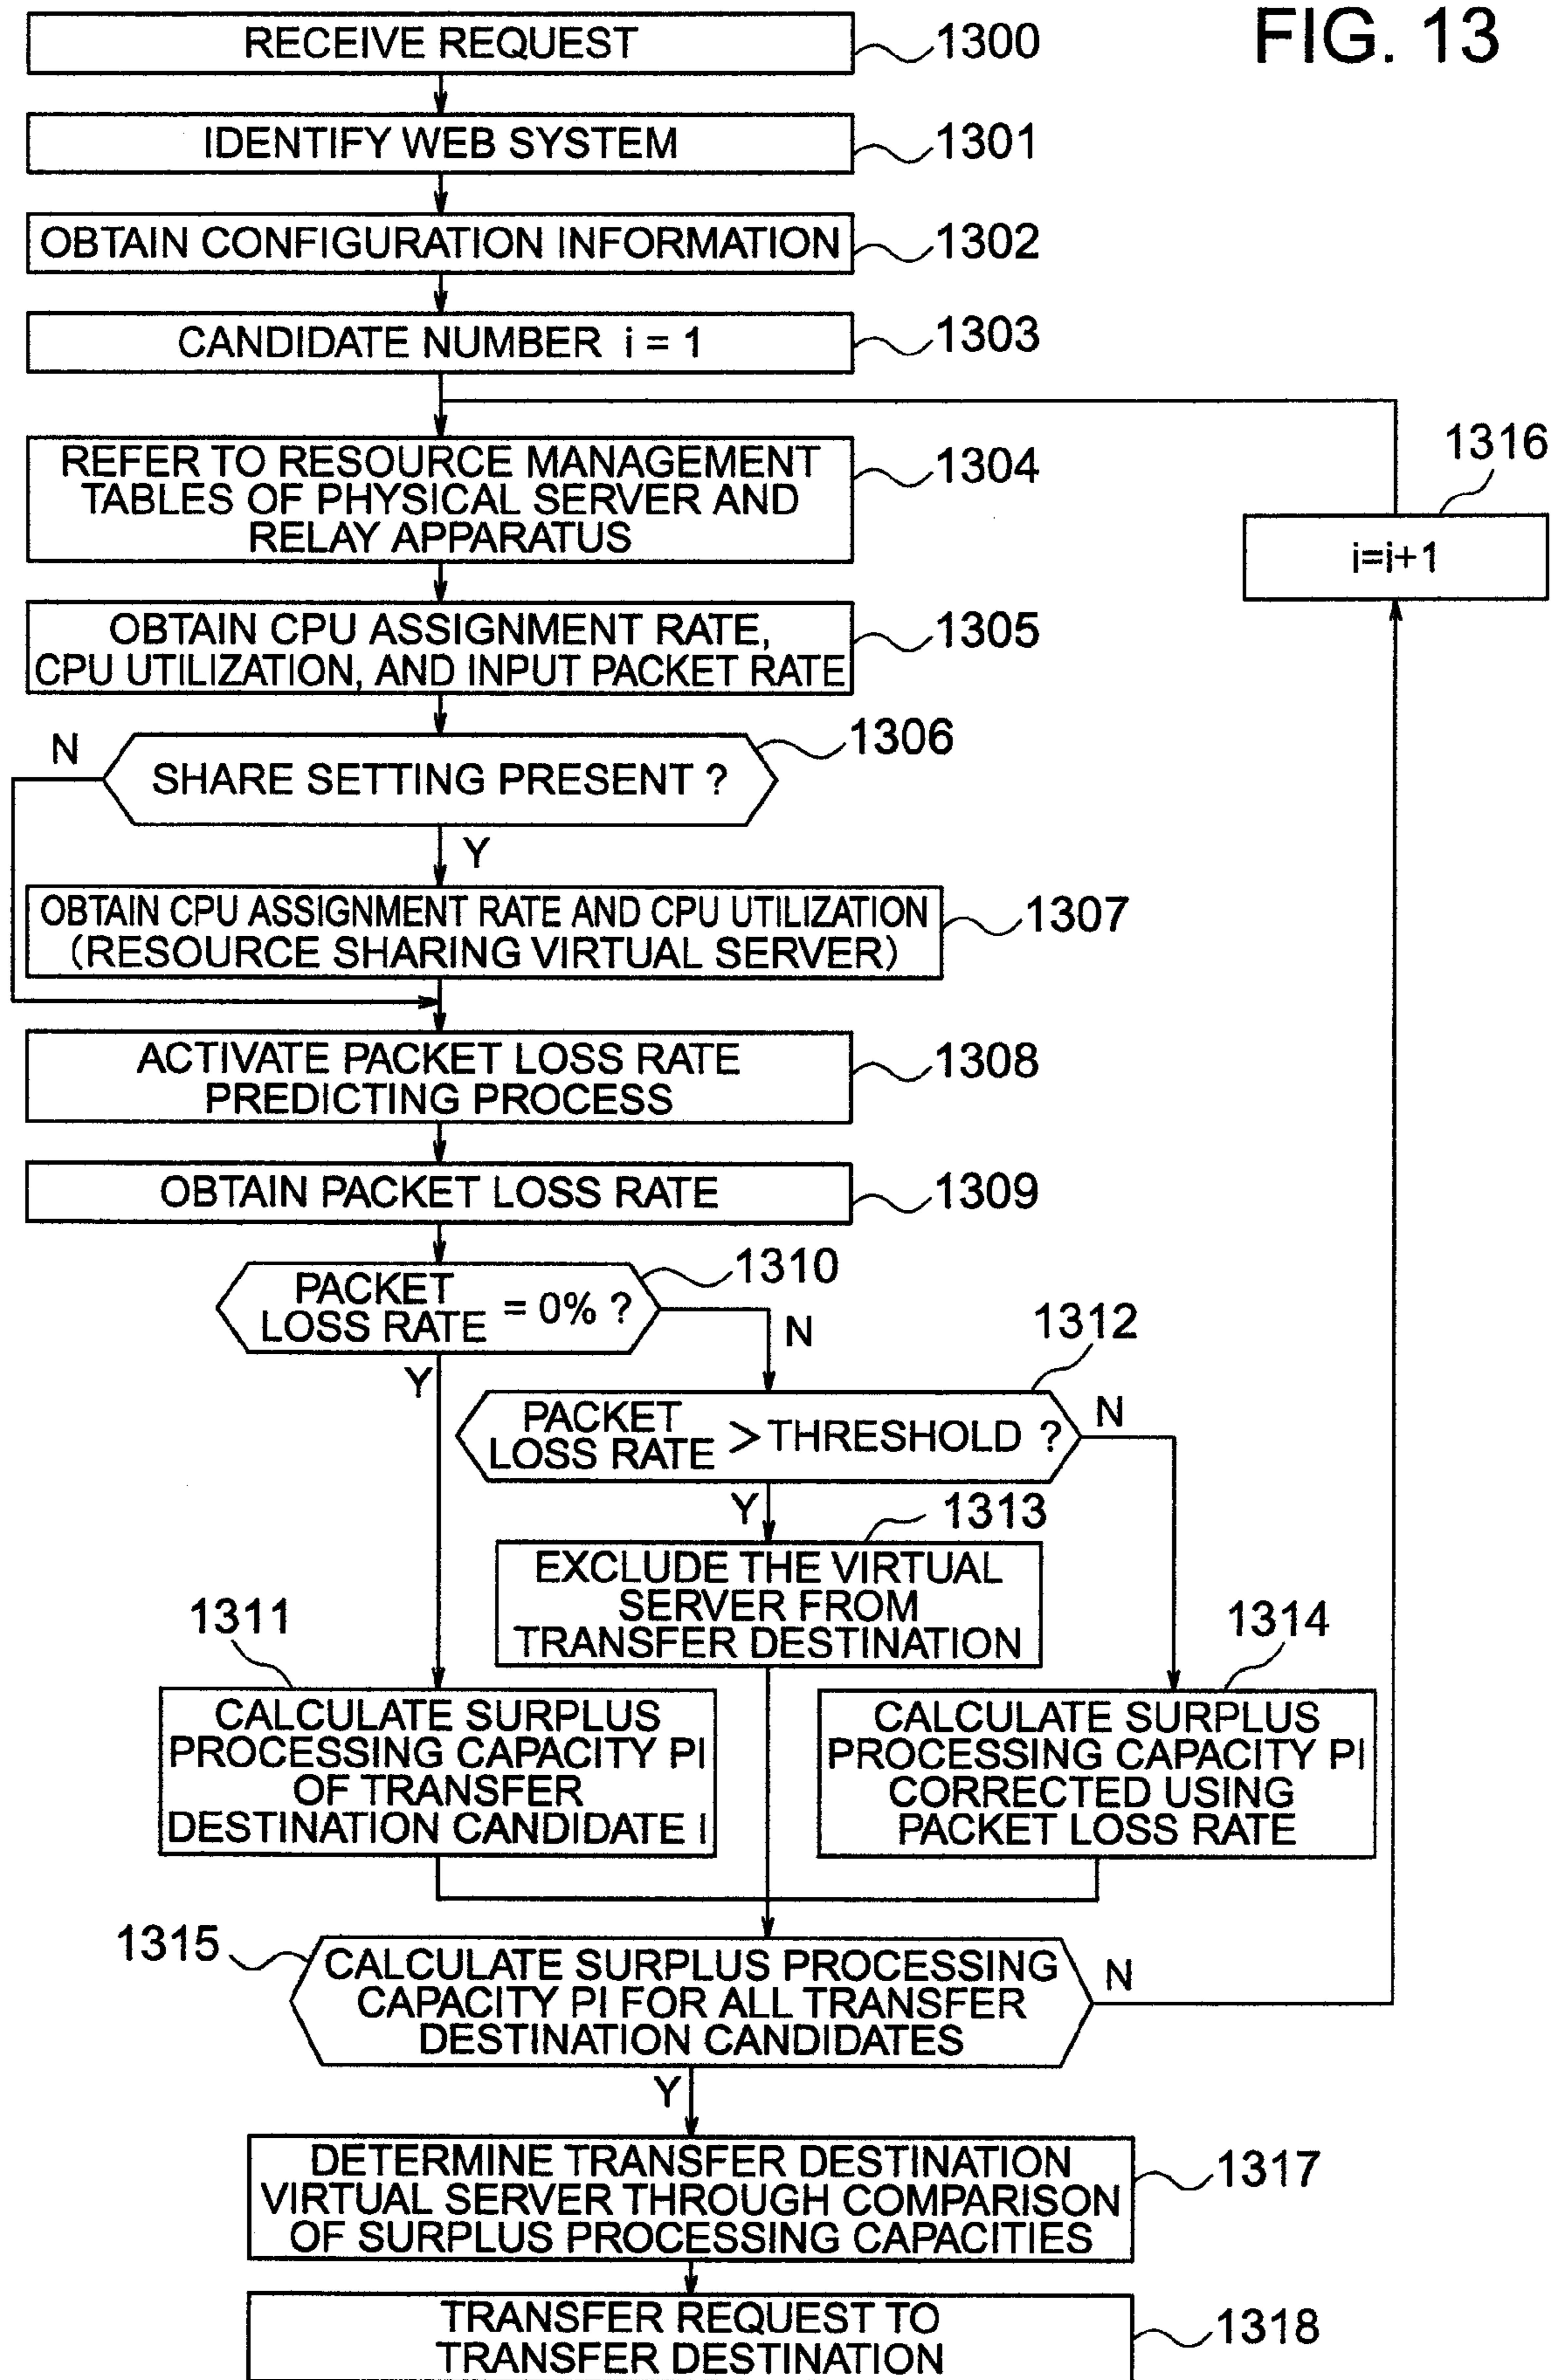 FIG. 13
RECEIVE REQUEST
1300
IDENTIFY WEB SYSTEM
1301
OBTAIN CONFIGURATION INFORMATION
1302
CANDIDATE NUMBER i = 1
1303
REFER TO RESOURCE MANAGEMENT
TABLES OF PHYSICAL SERVER AND
RELAY APPARATUS
1304
1316
i=i+1
OBTAIN CPU ASSIGNMENT RATE,
CPU UTILIZATION, AND INPUT PACKET RATE
1305
N
SHARE SETTING PRESENT ?
1306
Y
OBTAIN CPU ASSIGNMENT RATE AND CPU UTILIZATION
(RESOURCE SHARING VIRTUAL SERVER)
1307
ACTIVATE PACKET LOSS RATE
PREDICTING PROCESS
1308
OBTAIN PACKET LOSS RATE
1309
PACKET
LOSS RATE = 0% ?
1310
N
Y
1312
PACKET
LOSS RATE > THRESHOLD ?
N
Y
1313
EXCLUDE THE VIRTUAL
SERVER FROM
TRANSFER DESTINATION
1311
CALCULATE SURPLUS
PROCESSING CAPACITY PI
OF TRANSFER
DESTINATION CANDIDATE I
1314
CALCULATE SURPLUS
PROCESSING CAPACITY PI
CORRECTED USING
PACKET LOSS RATE
1315
CALCULATE SURPLUS PROCESSING
CAPACITY PI FOR ALL TRANSFER
DESTINATION CANDIDATES
N
Y
DETERMINE TRANSFER DESTINATION
VIRTUAL SERVER THROUGH COMPARISON
OF SURPLUS PROCESSING CAPACITIES
1317
TRANSFER REQUEST TO
TRANSFER DESTINATION
1318